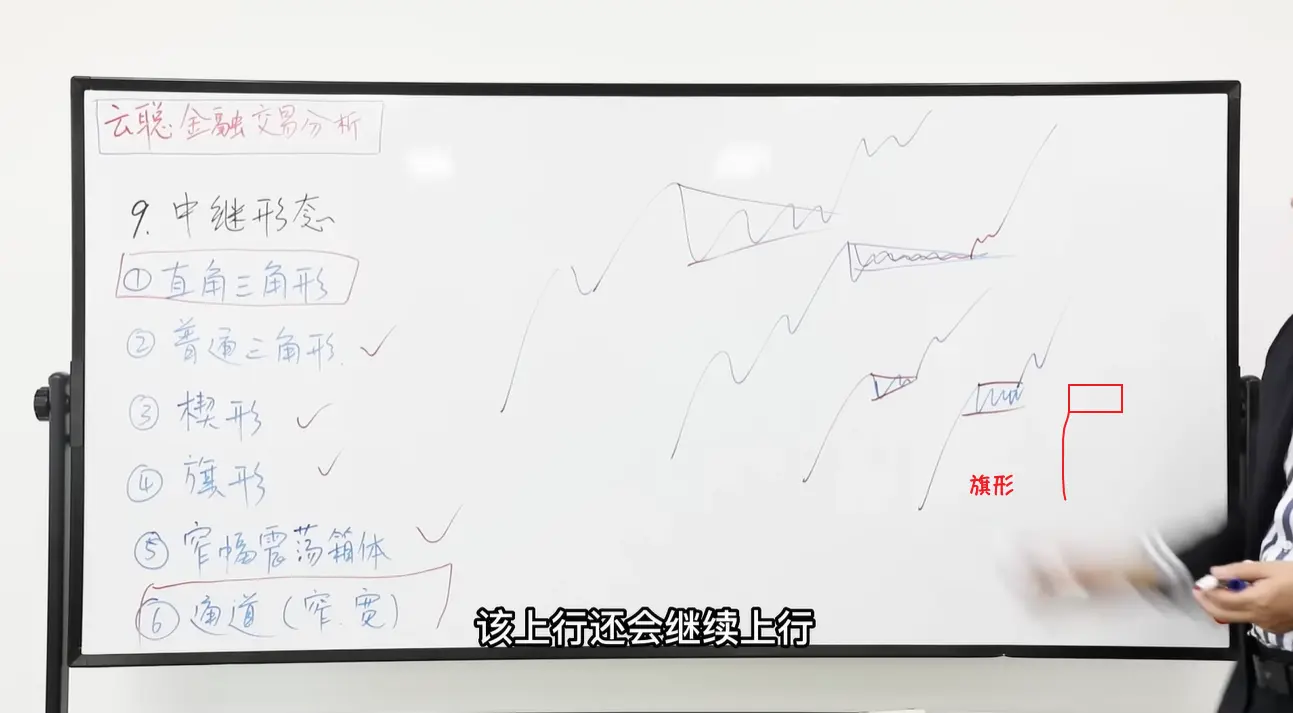 云聪金融交易分析
9. 中继形态
① 直角三角形
② 普通三角形
③ 楔形
④ 旗形
⑤ 窄幅震荡箱体
⑥ 通道(窄.宽)
旗形
该上行还会继续上行